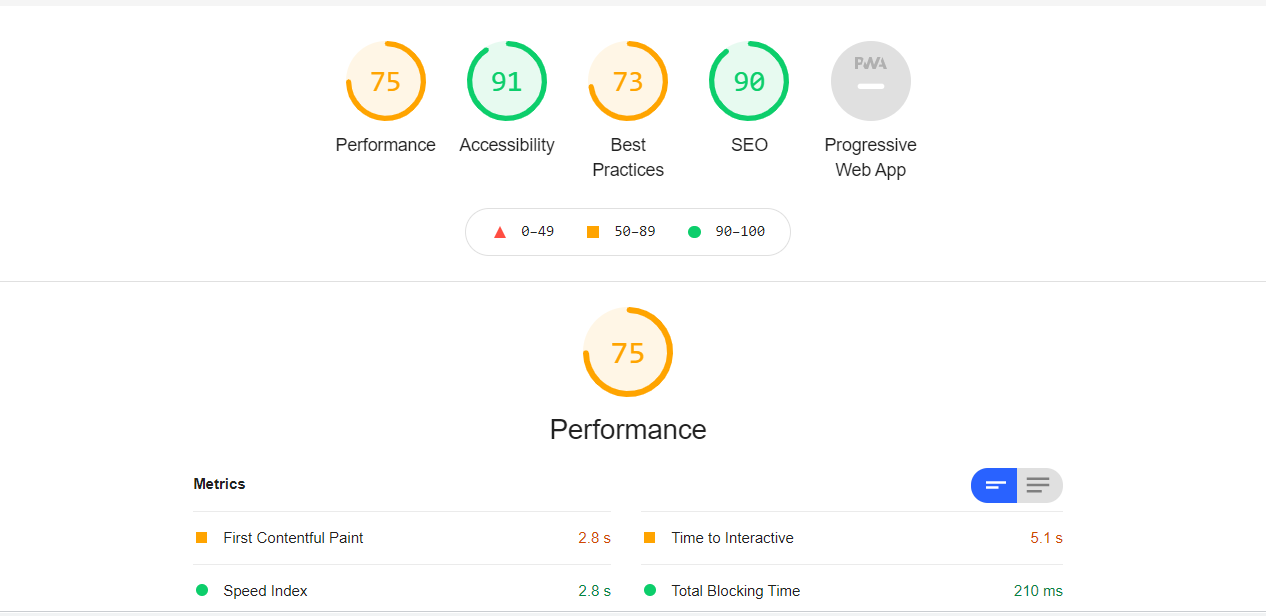 75 91 73 90 PWA
Performance Accessibility Best Practices SEO Progressive Web App
0–49 50–89 90–100
75
Performance
Metrics
First Contentful Paint 2.8 s
Time to Interactive 5.1 s
Speed Index 2.8 s
Total Blocking Time 210 ms